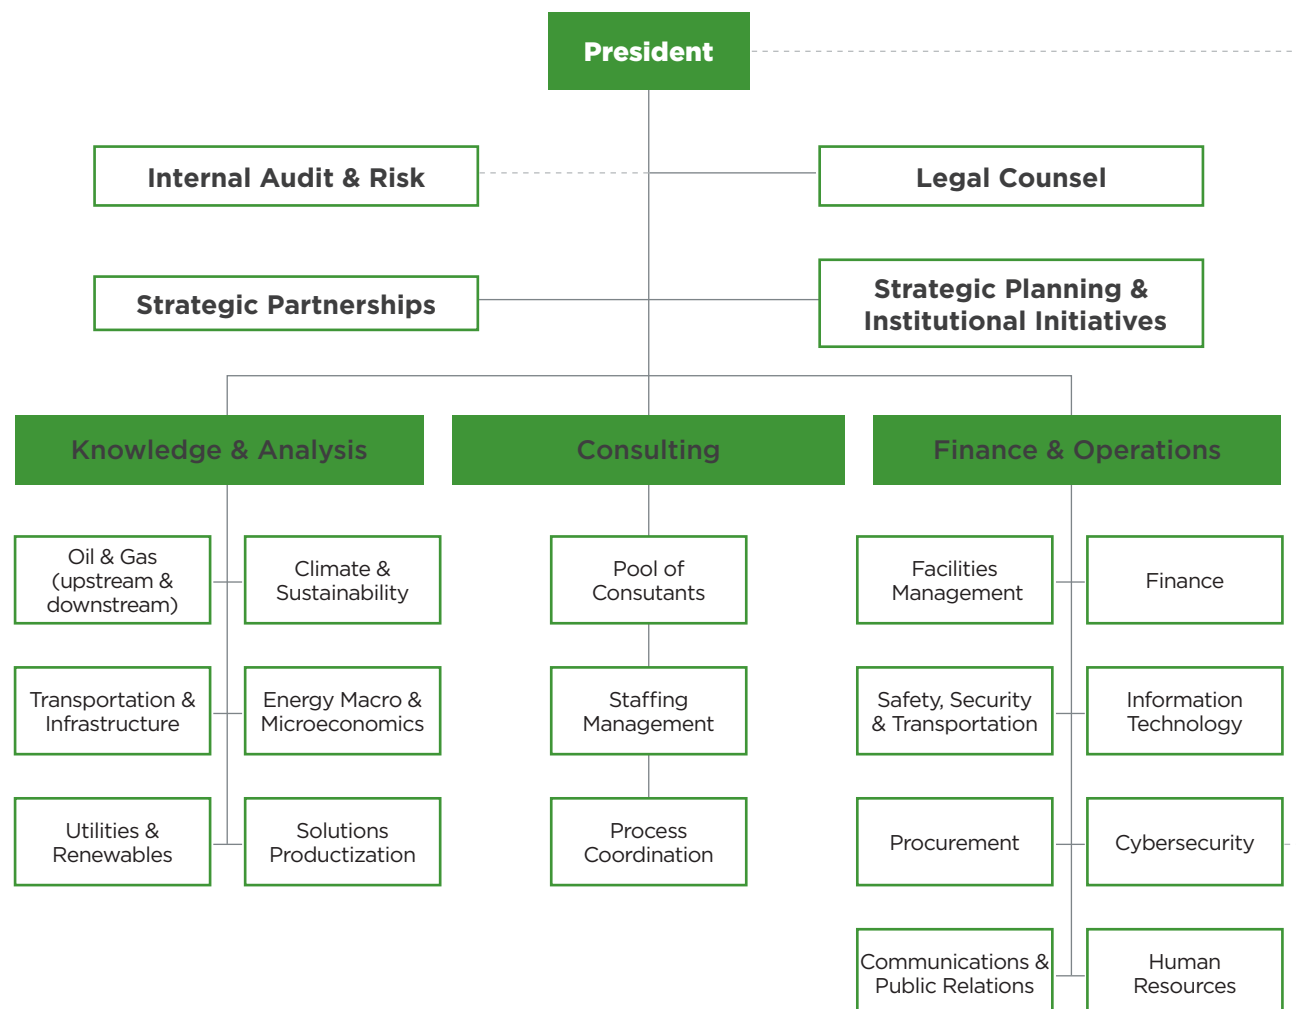 President
Internal Audit & Risk
Legal Counsel
Strategic Partnerships
Strategic Planning &
Institutional Initiatives
Knowledge & Analysis
Consulting
Finance & Operations
Oil & Gas
(upstream &
downstream)
Climate &
Sustainability
Pool of
Consutants
Facilities
Management
Finance
Transportation &
Infrastructure
Energy Macro &
Microeconomics
Staffing
Management
Safety, Security
& Transportation
Information
Technology
Utilities &
Renewables
Solutions
Productization
Process
Coordination
Procurement
Cybersecurity
Communications &
Public Relations
Human
Resources